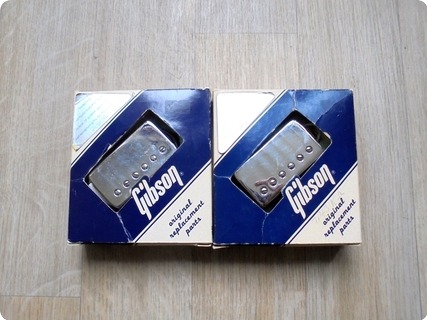 Gibson
original
replacement
parts
Gibson
original
replacement
parts